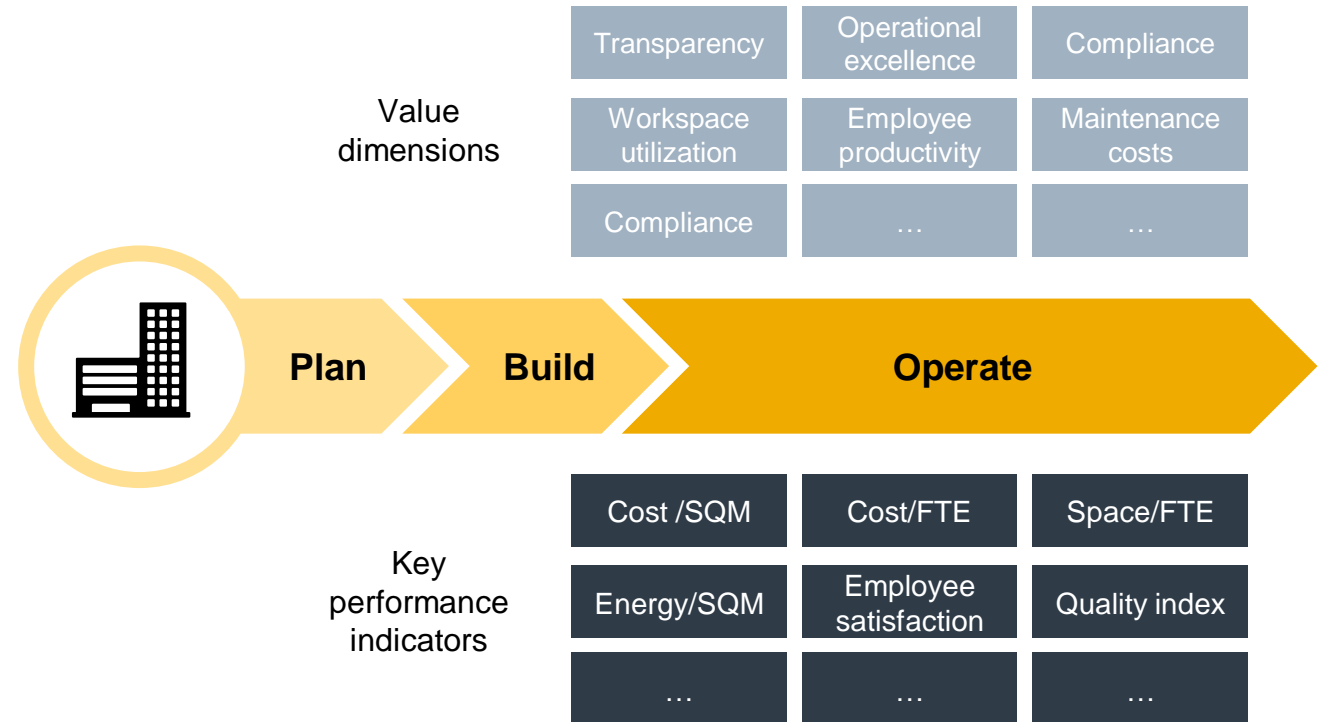 Transparency
Operational
excellence
Compliance
Value
dimensions
Workspace
utilization
Employee
productivity
Maintenance
costs
Compliance
…
…
Plan
Build
Operate
Cost /SQM
Cost/FTE
Space/FTE
Key
performance
indicators
Energy/SQM
Employee
satisfaction
Quality index
…
…
…